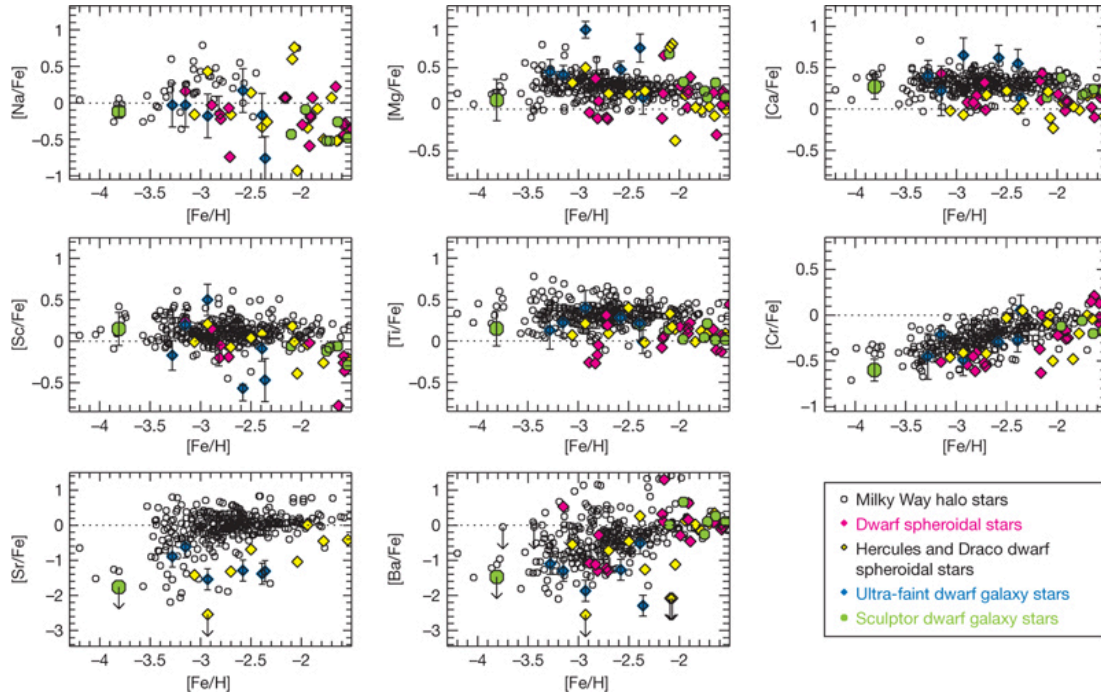 [Na/Fe]
1
0.5
0
–0.5
–1
–4 –3.5 –3 –2.5 –2
[Fe/H]
[Mg/Fe]
1
0.5
0
–0.5
–4 –3.5 –3 –2.5 –2
[Fe/H]
[Ca/Fe]
1
0.5
0
–0.5
–4 –3.5 –3 –2.5 –2
[Fe/H]
[Sc/Fe]
1
0.5
0
–0.5
–4 –3.5 –3 –2.5 –2
[Fe/H]
[Ti/Fe]
1
0.5
0
–0.5
–4 –3.5 –3 –2.5 –2
[Fe/H]
[Cr/Fe]
0.5
0
–0.5
–1
–4 –3.5 –3 –2.5 –2
[Fe/H]
[Sr/Fe]
1
0
–1
–2
–3
–4 –3.5 –3 –2.5 –2
[Fe/H]
[Ba/Fe]
1
0
–1
–2
–3
–4 –3.5 –3 –2.5 –2
[Fe/H]
Milky Way halo stars
Dwarf spheroidal stars
Hercules and Draco dwarf
spheroidal stars
Ultra-faint dwarf galaxy stars
Sculptor dwarf galaxy stars